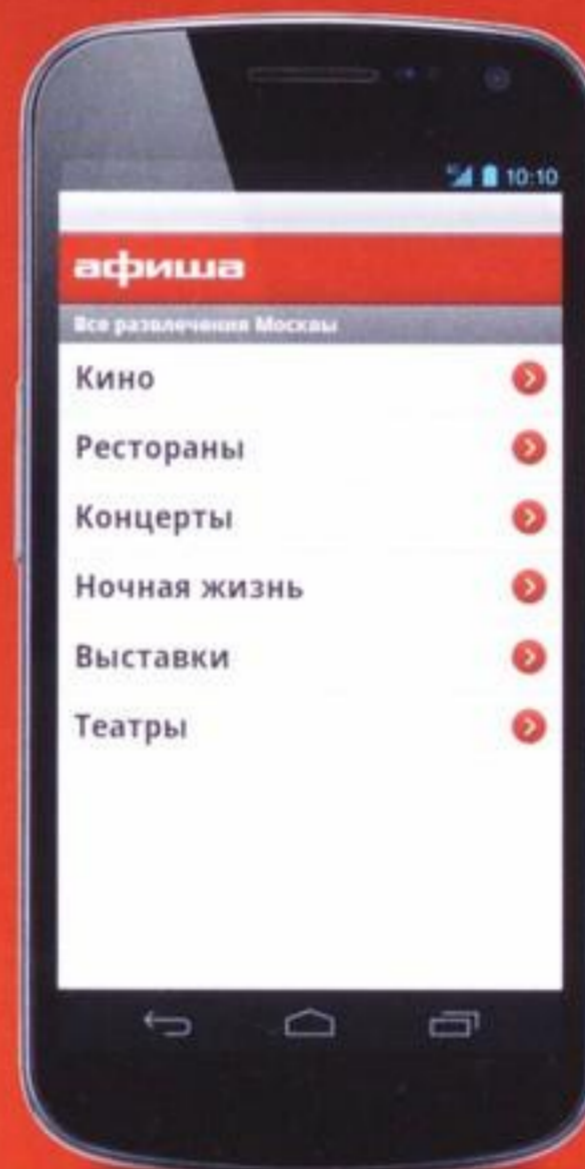 10:10
афиша
Все развлечения Москвы
Кино
Рестораны
Концерты
Ночная жизнь
Выставки
Театры